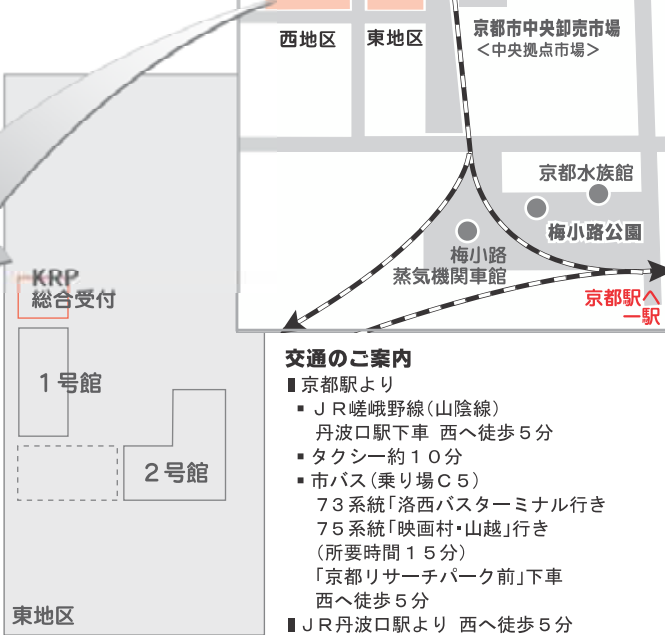 西地区
東地区
京都市中央卸売市場
＜中央拠点市場＞
京都水族館
梅小路公園
梅小路
蒸気機関車館
京都駅へ
一駅
KRP
総合受付
1号館
2号館
東地区
交通のご案内
▮京都駅より
▪ＪＲ嵯峨野線(山陰線)
丹波口駅下車 西へ徒歩５分
▪タクシー約１０分
▪市バス(乗り場Ｃ５)
７３系統｢洛西バスターミナル行き
７５系統｢映画村･山越｣行き
(所要時間１５分)
｢京都リサーチパーク前｣下車
西へ徒歩５分
▮ＪＲ丹波口駅より 西へ徒歩５分